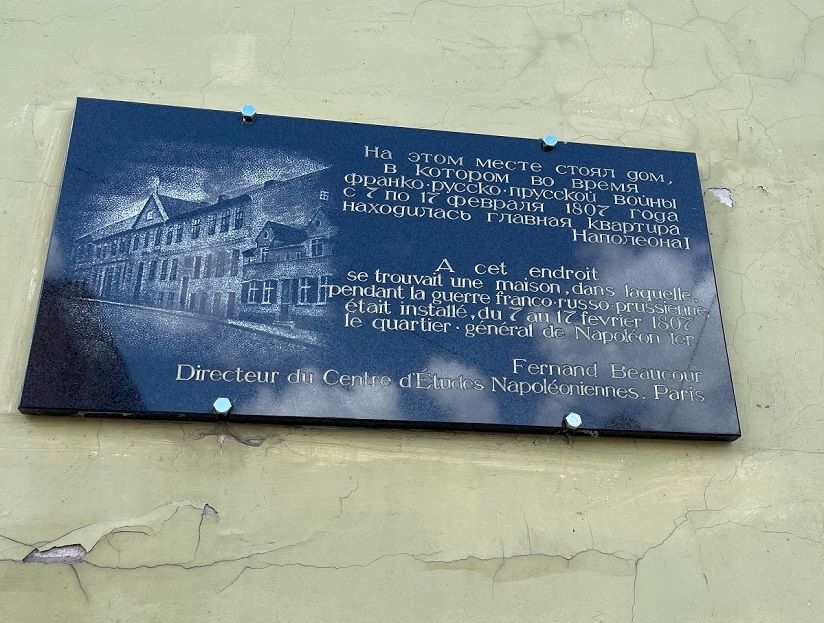 На этом месте стоял дом,
в котором во время
франко-русско-прусской войны
с 7 по 17 февраля 1807 года
находилась главная квартира
Наполеона I
A cet endroit
se trouvait une maison, dans laquelle,
pendant la guerre franco-russo-prussienne,
était installé, du 7 au 17 fevrier 1807
le quartier-général de Napoléon 1er
Fernand Beaucour
Directeur du Centre d'Études Napoléoniennes. Paris